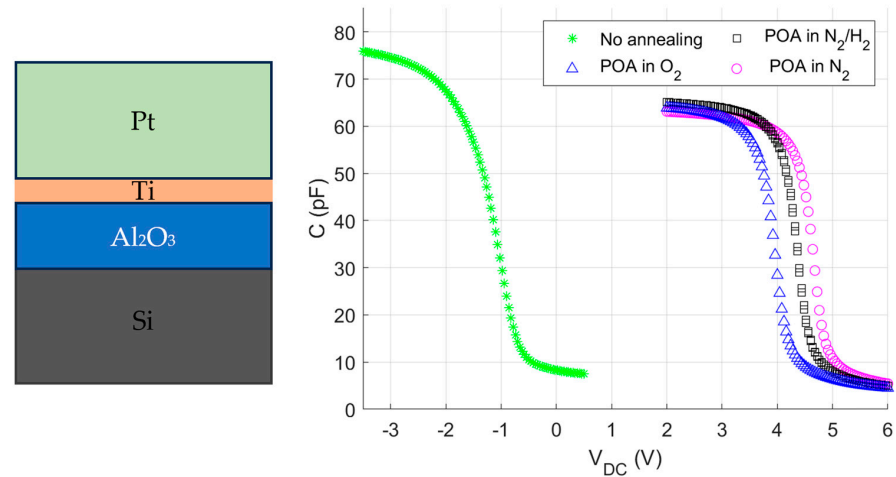 Pt
Ti
Al₂O₃
Si
C (pF)
80
70
60
50
40
30
20
10
0
No annealing
POA in N₂/H₂
POA in O₂
POA in N₂
-3 -2 -1 0 1 2 3 4 5 6
V_DC (V)